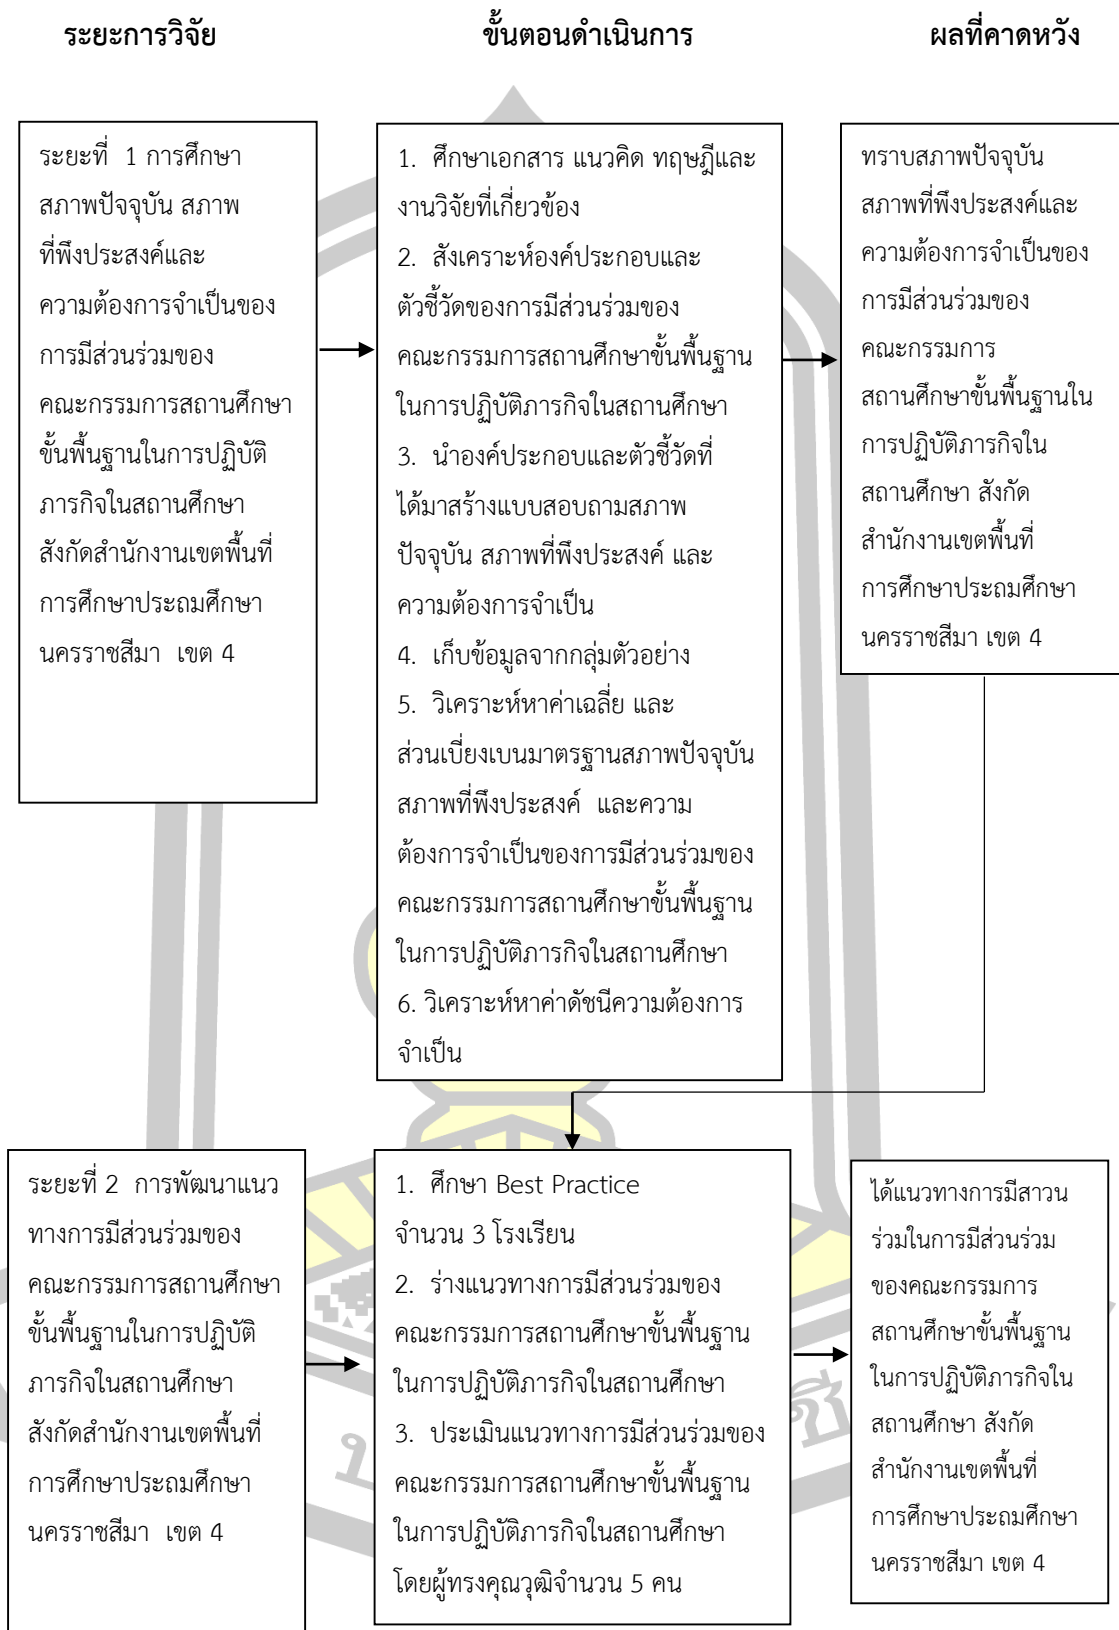 ระยะการวิจัย
ขั้นตอนดำเนินการ
ผลที่คาดหวัง
ระยะที่ 1 การศึกษา
สภาพปัจจุบัน สภาพ
ที่พึงประสงค์และ
ความต้องการจำเป็นของ
การมีส่วนร่วมของ
คณะกรรมการสถานศึกษา
ขั้นพื้นฐานในการปฏิบัติ
ภารกิจในสถานศึกษา
สังกัดสำนักงานเขตพื้นที่
การศึกษาประถมศึกษา
นครราชสีมา เขต 4
1. ศึกษาเอกสาร แนวคิด ทฤษฎีและ
งานวิจัยที่เกี่ยวข้อง
2. สังเคราะห์องค์ประกอบและ
ตัวชี้วัดของการมีส่วนร่วมของ
คณะกรรมการสถานศึกษาขั้นพื้นฐาน
ในการปฏิบัติภารกิจในสถานศึกษา
3. นำองค์ประกอบและตัวชี้วัดที่
ได้มาสร้างแบบสอบถามสภาพ
ปัจจุบัน สภาพที่พึงประสงค์ และ
ความต้องการจำเป็น
4. เก็บข้อมูลจากกลุ่มตัวอย่าง
5. วิเคราะห์หาค่าเฉลี่ย และ
ส่วนเบี่ยงเบนมาตรฐานสภาพปัจจุบัน
สภาพที่พึงประสงค์ และความ
ต้องการจำเป็นของการมีส่วนร่วมของ
คณะกรรมการสถานศึกษาขั้นพื้นฐาน
ในการปฏิบัติภารกิจในสถานศึกษา
6. วิเคราะห์หาค่าดัชนีความต้องการ
จำเป็น
ทราบสภาพปัจจุบัน
สภาพที่พึงประสงค์และ
ความต้องการจำเป็นของ
การมีส่วนร่วมของ
คณะกรรมการ
สถานศึกษาขั้นพื้นฐานใน
การปฏิบัติภารกิจใน
สถานศึกษา สังกัด
สำนักงานเขตพื้นที่
การศึกษาประถมศึกษา
นครราชสีมา เขต 4
ระยะที่ 2 การพัฒนาแนว
ทางการมีส่วนร่วมของ
คณะกรรมการสถานศึกษา
ขั้นพื้นฐานในการปฏิบัติ
ภารกิจในสถานศึกษา
สังกัดสำนักงานเขตพื้นที่
การศึกษาประถมศึกษา
นครราชสีมา เขต 4
1. ศึกษา Best Practice
จำนวน 3 โรงเรียน
2. ร่างแนวทางการมีส่วนร่วมของ
คณะกรรมการสถานศึกษาขั้นพื้นฐาน
ในการปฏิบัติภารกิจในสถานศึกษา
3. ประเมินแนวทางการมีส่วนร่วมของ
คณะกรรมการสถานศึกษาขั้นพื้นฐาน
ในการปฏิบัติภารกิจในสถานศึกษา
โดยผู้ทรงคุณวุฒิจำนวน 5 คน
ได้แนวทางการมีสาวน
ร่วมในการมีส่วนร่วม
ของคณะกรรมการ
สถานศึกษาขั้นพื้นฐาน
ในการปฏิบัติภารกิจใน
สถานศึกษา สังกัด
สำนักงานเขตพื้นที่
การศึกษาประถมศึกษา
นครราชสีมา เขต 4